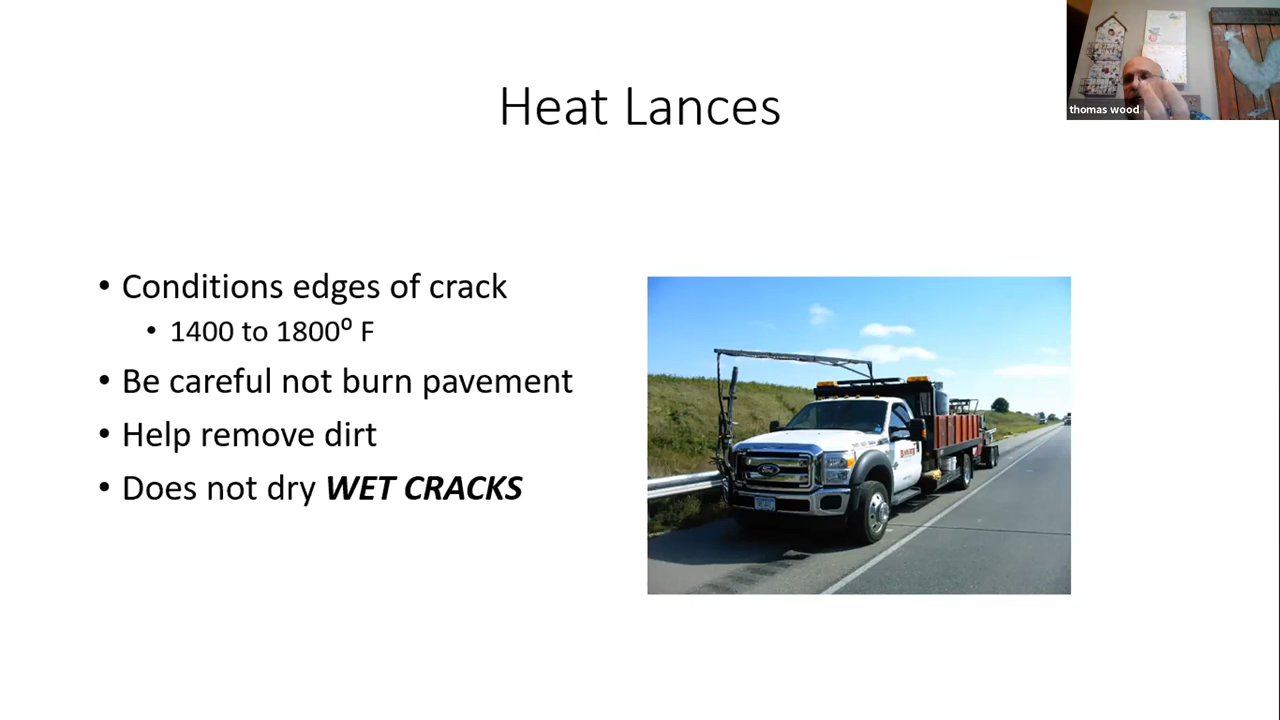 Heat Lances
thomas wood
• Conditions edges of crack
• 1400 to 1800⁰ F
• Be careful not burn pavement
• Help remove dirt
• Does not dry WET CRACKS